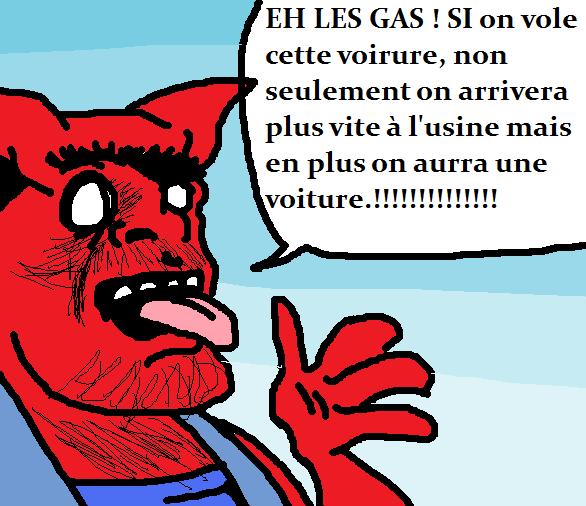 EH LES GAS ! SI on vole
cette voirure, non
seulement on arrivera
plus vite à l'usine mais
en plus on aurra une
voiture.!!!!!!!!!!!!!!